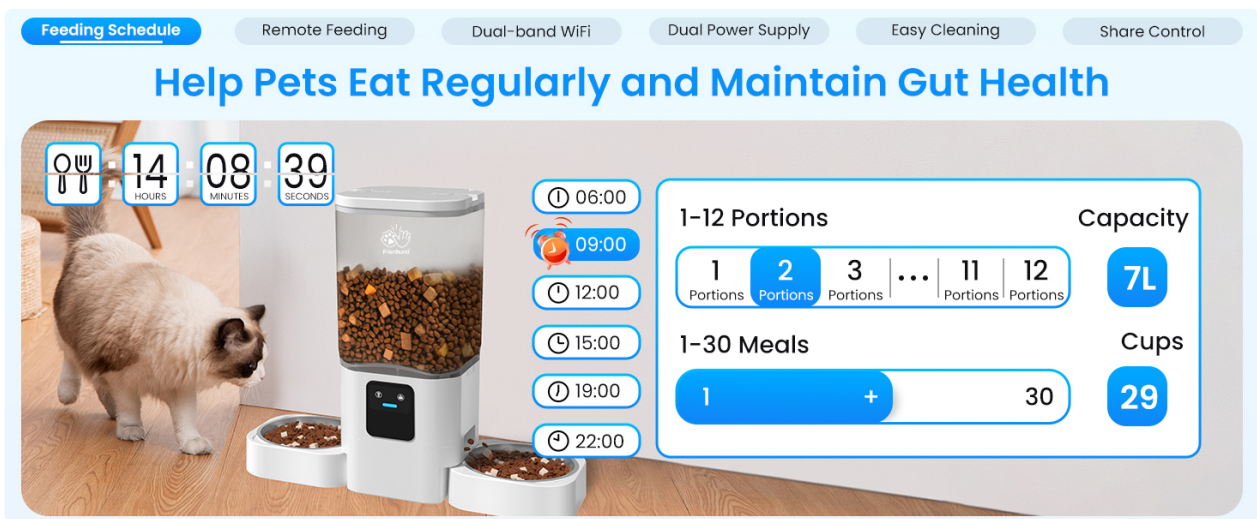 Feeding Schedule
Remote Feeding
Dual-band WiFi
Dual Power Supply
Easy Cleaning
Share Control
Help Pets Eat Regularly and Maintain Gut Health
: 14 : 08 : 39
HOURS MINUTES SECONDS
06:00
09:00
12:00
15:00
19:00
22:00
1-12 Portions
1 2 3 ... 11 12
Portions Portions Portions Portions Portions
1-30 Meals
1 + 30
Capacity
7L
Cups
29